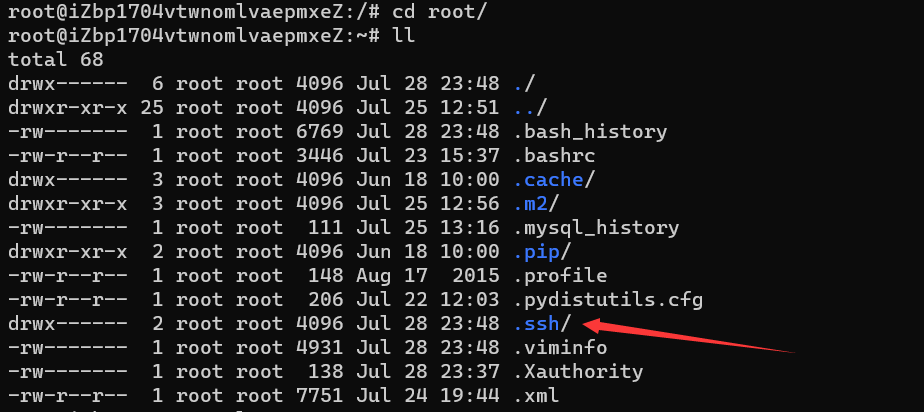 root@iZbp1704vtwnomlvaepmxeZ:/# cd root/
root@iZbp1704vtwnomlvaepmxeZ:~# ll
total 68
drwx------  6 root root 4096 Jul 28 23:48 ./
drwxr-xr-x 25 root root 4096 Jul 25 12:51 ../
-rw-------  1 root root 6769 Jul 28 23:48 .bash_history
-rw-r--r--  1 root root 3446 Jul 23 15:37 .bashrc
drwx------  3 root root 4096 Jun 18 10:00 .cache/
drwxr-xr-x  3 root root 4096 Jul 25 12:56 .m2/
-rw-------  1 root root  111 Jul 25 13:16 .mysql_history
drwxr-xr-x  2 root root 4096 Jun 18 10:00 .pip/
-rw-r--r--  1 root root  148 Aug 17  2015 .profile
-rw-r--r--  1 root root  206 Jul 22 12:03 .pydistutils.cfg
drwx------  2 root root 4096 Jul 28 23:48 .ssh/
-rw-------  1 root root 4931 Jul 28 23:48 .viminfo
-rw-------  1 root root  138 Jul 28 23:37 .Xauthority
-rw-r--r--  1 root root 7751 Jul 24 19:44 .xml